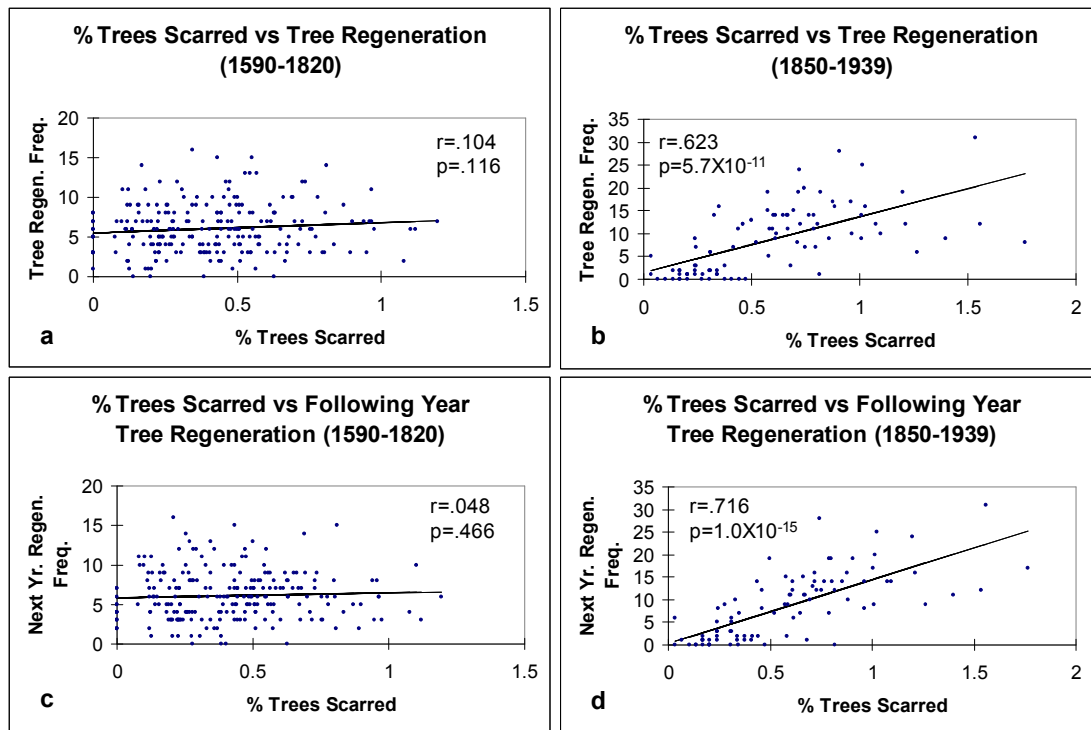 % Trees Scarred vs Tree Regeneration
(1590-1820)
Tree Regen. Freq.
20
15
10
5
0
r=.104
p=.116
0
0.5
1
1.5
% Trees Scarred
a
% Trees Scarred vs Tree Regeneration
(1850-1939)
Tree Regen. Freq.
35
30
25
20
15
10
5
0
r=.623
p=5.7X10⁻¹¹
0
0.5
1
1.5
2
% Trees Scarred
b
% Trees Scarred vs Following Year
Tree Regeneration (1590-1820)
Next Yr. Regen.
Freq.
20
15
10
5
0
r=.048
p=.466
0
0.5
1
1.5
% Trees Scarred
c
% Trees Scarred vs Following Year
Tree Regeneration (1850-1939)
Next Yr. Regen.
Freq.
35
30
25
20
15
10
5
0
r=.716
p=1.0X10⁻¹⁵
0
0.5
1
1.5
2
% Trees Scarred
d